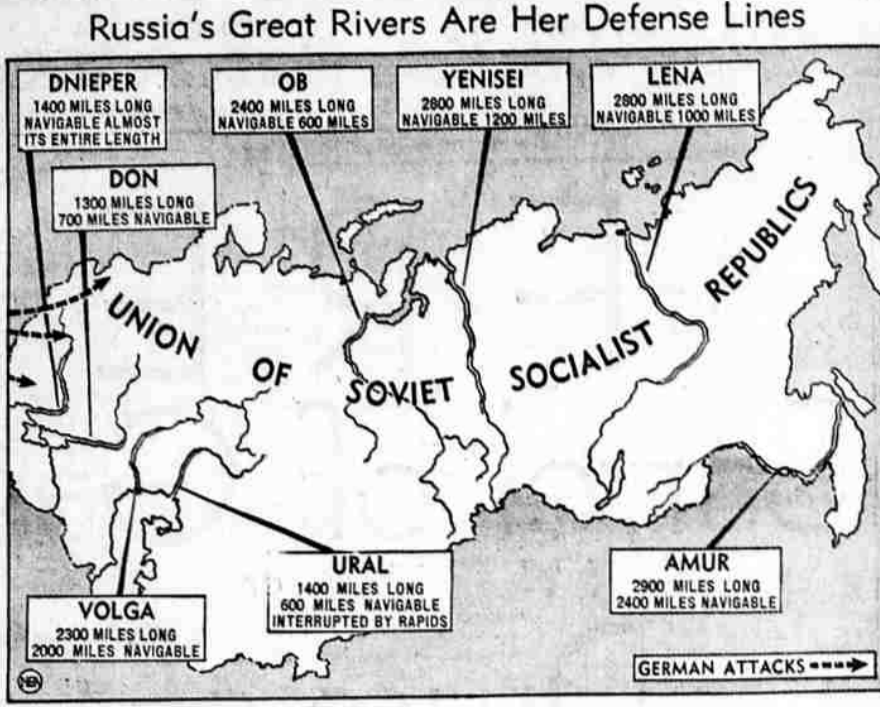 Russia's Great Rivers Are Her Defense Lines
DNIEPER
1400 MILES LONG
NAVIGABLE ALMOST
ITS ENTIRE LENGTH
OB
2400 MILES LONG
NAVIGABLE 600 MILES
YENISEI
2800 MILES LONG
NAVIGABLE 1200 MILES
LENA
2800 MILES LONG
NAVIGABLE 1000 MILES
DON
1300 MILES LONG
700 MILES NAVIGABLE
UNION
OF
SOVIET
SOCIALIST
REPUBLICS
URAL
1400 MILES LONG
600 MILES NAVIGABLE
INTERRUPTED BY RAPIDS
AMUR
2900 MILES LONG
2400 MILES NAVIGABLE
VOLGA
2300 MILES LONG
2000 MILES NAVIGABLE
GERMAN ATTACKS
NEA